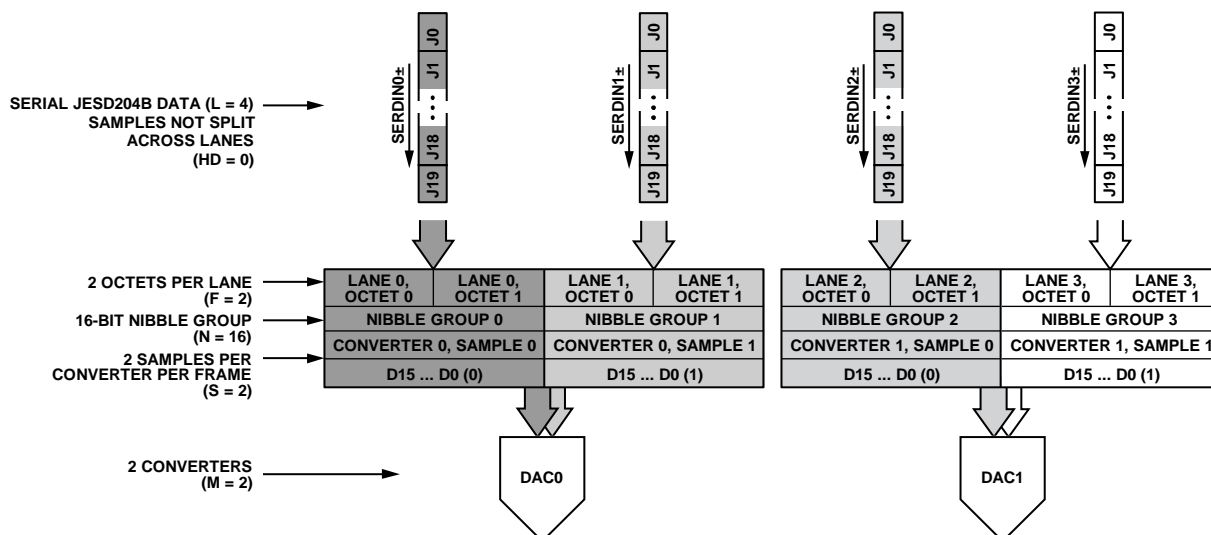 J0
J1
J18
J19
SERDIN0±
J0
J1
J18
J19
SERDIN1±
J0
J1
J18
J19
SERDIN2±
J0
J1
J18
J19
SERDIN3±
SERIAL JESD204B DATA (L = 4)
SAMPLES NOT SPLIT
ACROSS LANES
(HD = 0)
2 OCTETS PER LANE
(F = 2)
LANE 0,
OCTET 0
LANE 0,
OCTET 1
LANE 1,
OCTET 0
LANE 1,
OCTET 1
LANE 2,
OCTET 0
LANE 2,
OCTET 1
LANE 3,
OCTET 0
LANE 3,
OCTET 1
16-BIT NIBBLE GROUP
(N = 16)
NIBBLE GROUP 0
NIBBLE GROUP 1
NIBBLE GROUP 2
NIBBLE GROUP 3
2 SAMPLES PER
CONVERTER PER FRAME
(S = 2)
CONVERTER 0, SAMPLE 0
CONVERTER 0, SAMPLE 1
CONVERTER 1, SAMPLE 0
CONVERTER 1, SAMPLE 1
D15 ... D0 (0)
D15 ... D0 (1)
D15 ... D0 (0)
D15 ... D0 (1)
2 CONVERTERS
(M = 2)
DAC0
DAC1